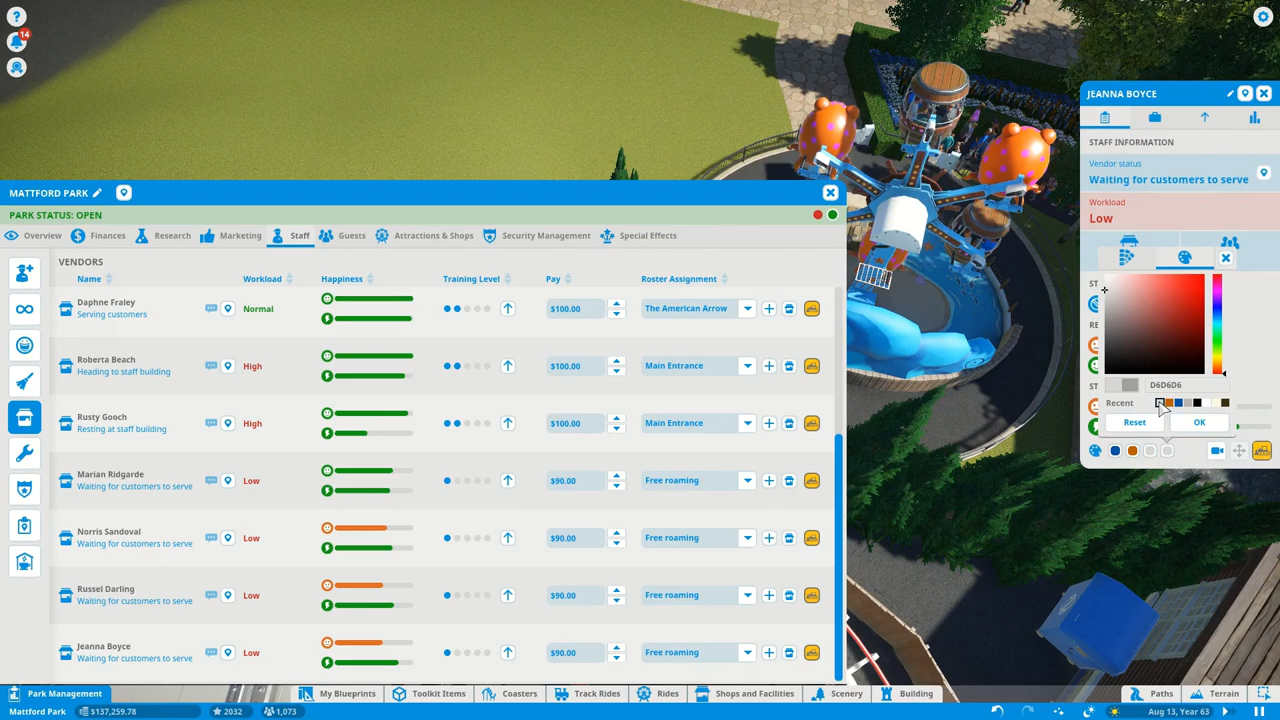 ?
14
JEANNA BOYCE
STAFF INFORMATION
Vendor status
Waiting for customers to serve
Workload
Low
ST
RE
ST
D6D6D6
Recent
Reset
OK
MATTFORD PARK
PARK STATUS: OPEN
Overview
Finances
Research
Marketing
Staff
Guests
Attractions & Shops
Security Management
Special Effects
VENDORS
Name
Workload
Happiness
Training Level
Pay
Roster Assignment
Daphne Fraley
Serving customers
Normal
$100.00
The American Arrow
Roberta Beach
Heading to staff building
High
$100.00
Main Entrance
Rusty Gooch
Resting at staff building
High
$100.00
Main Entrance
Marian Ridgarde
Waiting for customers to serve
Low
$90.00
Free roaming
Norris Sandoval
Waiting for customers to serve
Low
$90.00
Free roaming
Russel Darling
Waiting for customers to serve
Low
$90.00
Free roaming
Jeanna Boyce
Waiting for customers to serve
Low
$90.00
Free roaming
Park Management
My Blueprints
Toolkit Items
Coasters
Track Rides
Rides
Shops and Facilities
Scenery
Building
Paths
Terrain
Mattford Park
$137,259.78
2032
1,073
Aug 13, Year 63